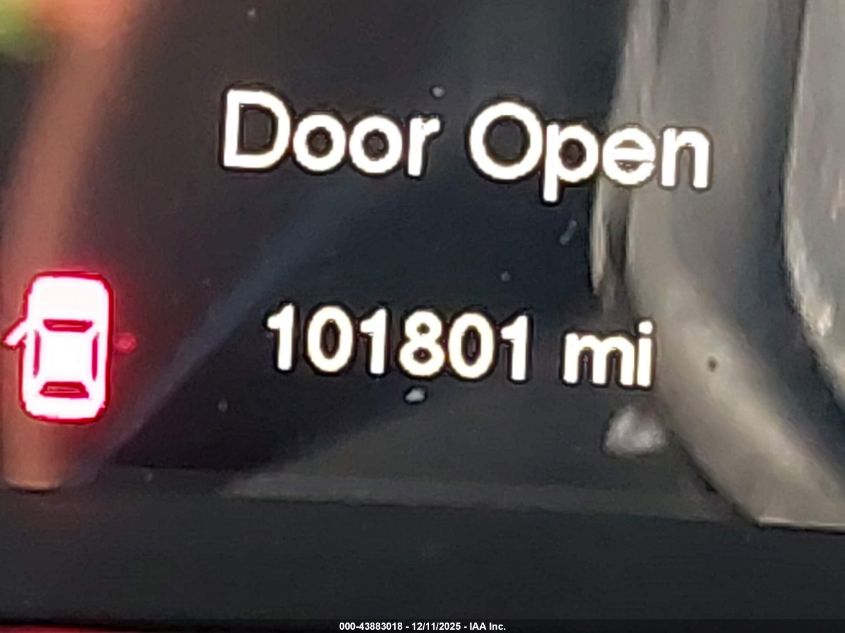 Door Open
101801 mi
000-43883018 - 12/11/2025 - IAA Inc.